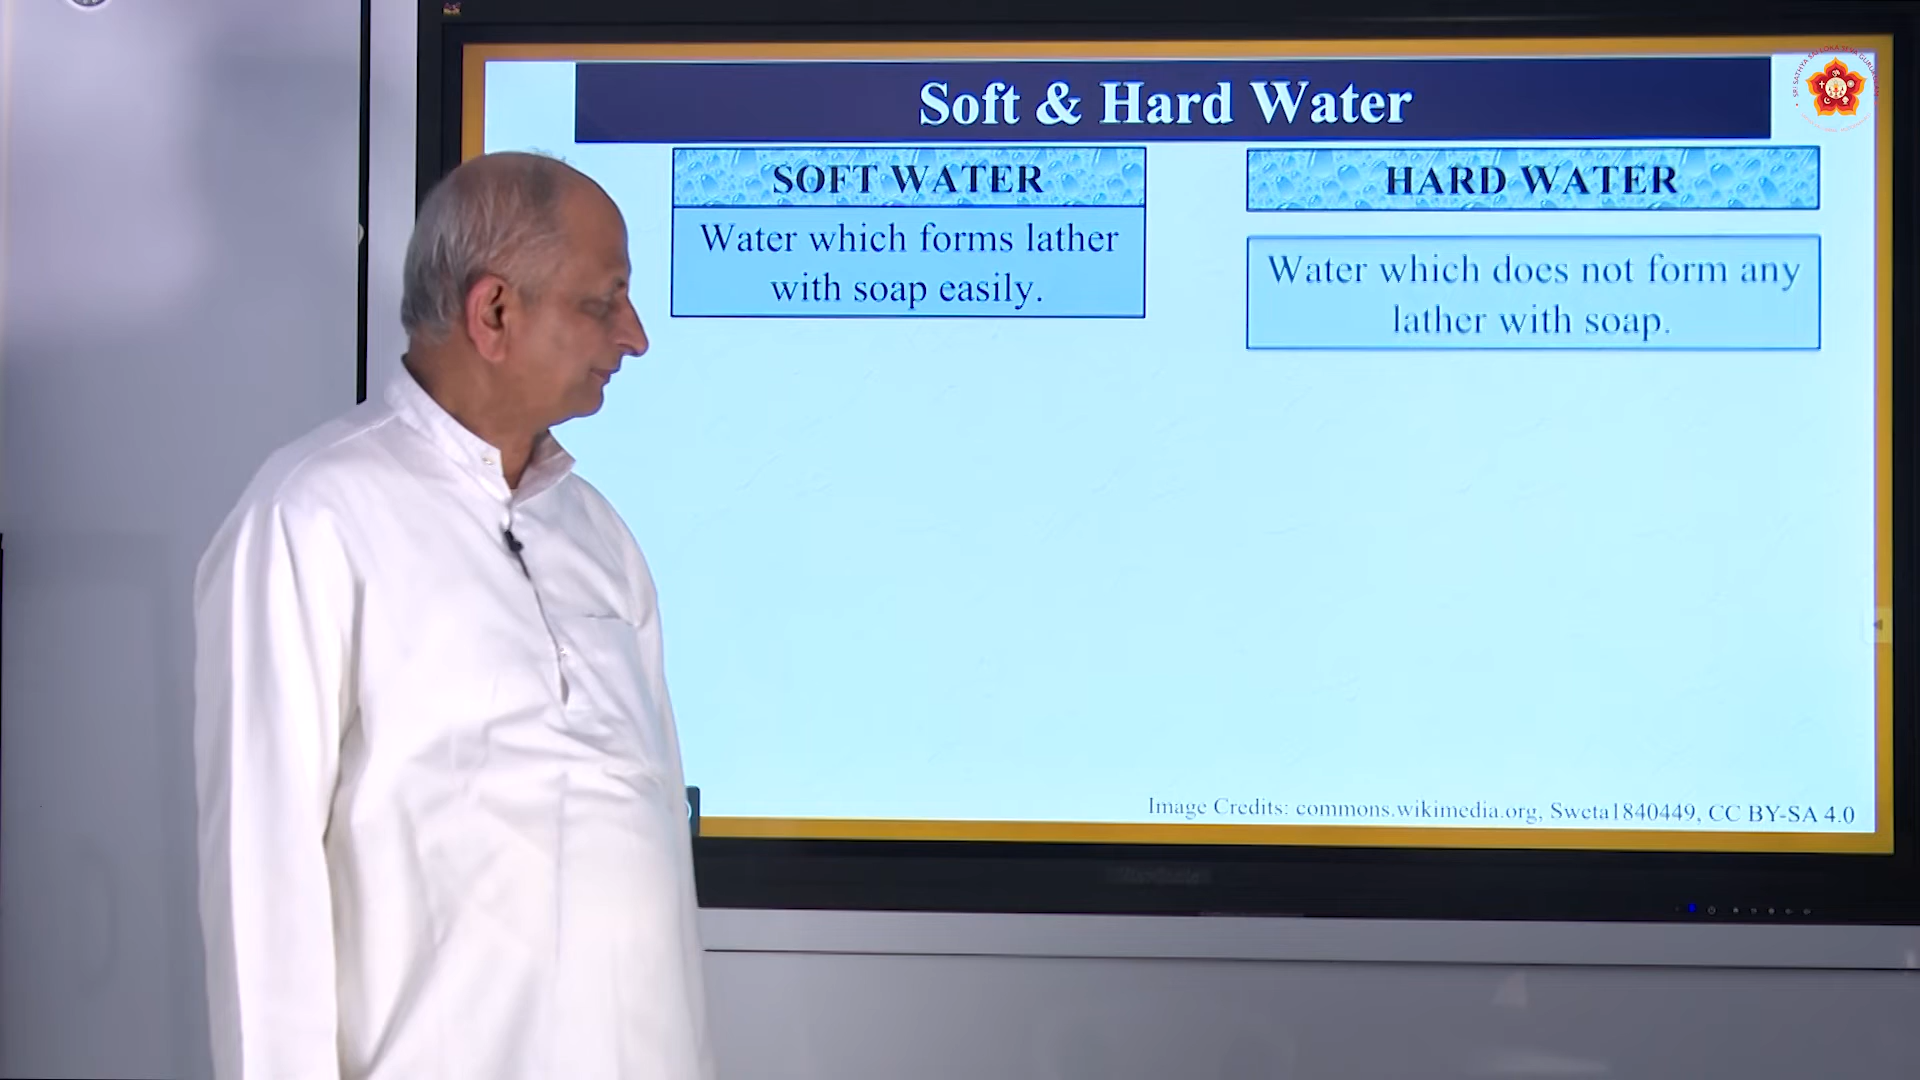 Soft & Hard Water
SOFT WATER
Water which forms lather
with soap easily.
HARD WATER
Water which does not form any
lather with soap.
Image Credits: commons.wikimedia.org, Sweta1840449, CC BY-SA 4.0